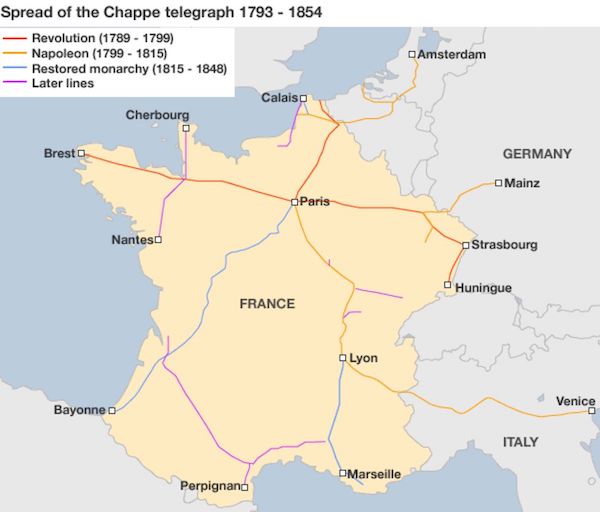 Spread of the Chappe telegraph 1793 - 1854
Revolution (1789 - 1799)
Napoleon (1799 - 1815)
Restored monarchy (1815 - 1848)
Later lines
Amsterdam
Calais
Cherbourg
Brest
GERMANY
Mainz
Paris
Nantes
Strasbourg
Huningue
FRANCE
Lyon
Venice
Bayonne
ITALY
Marseille
Perpignan